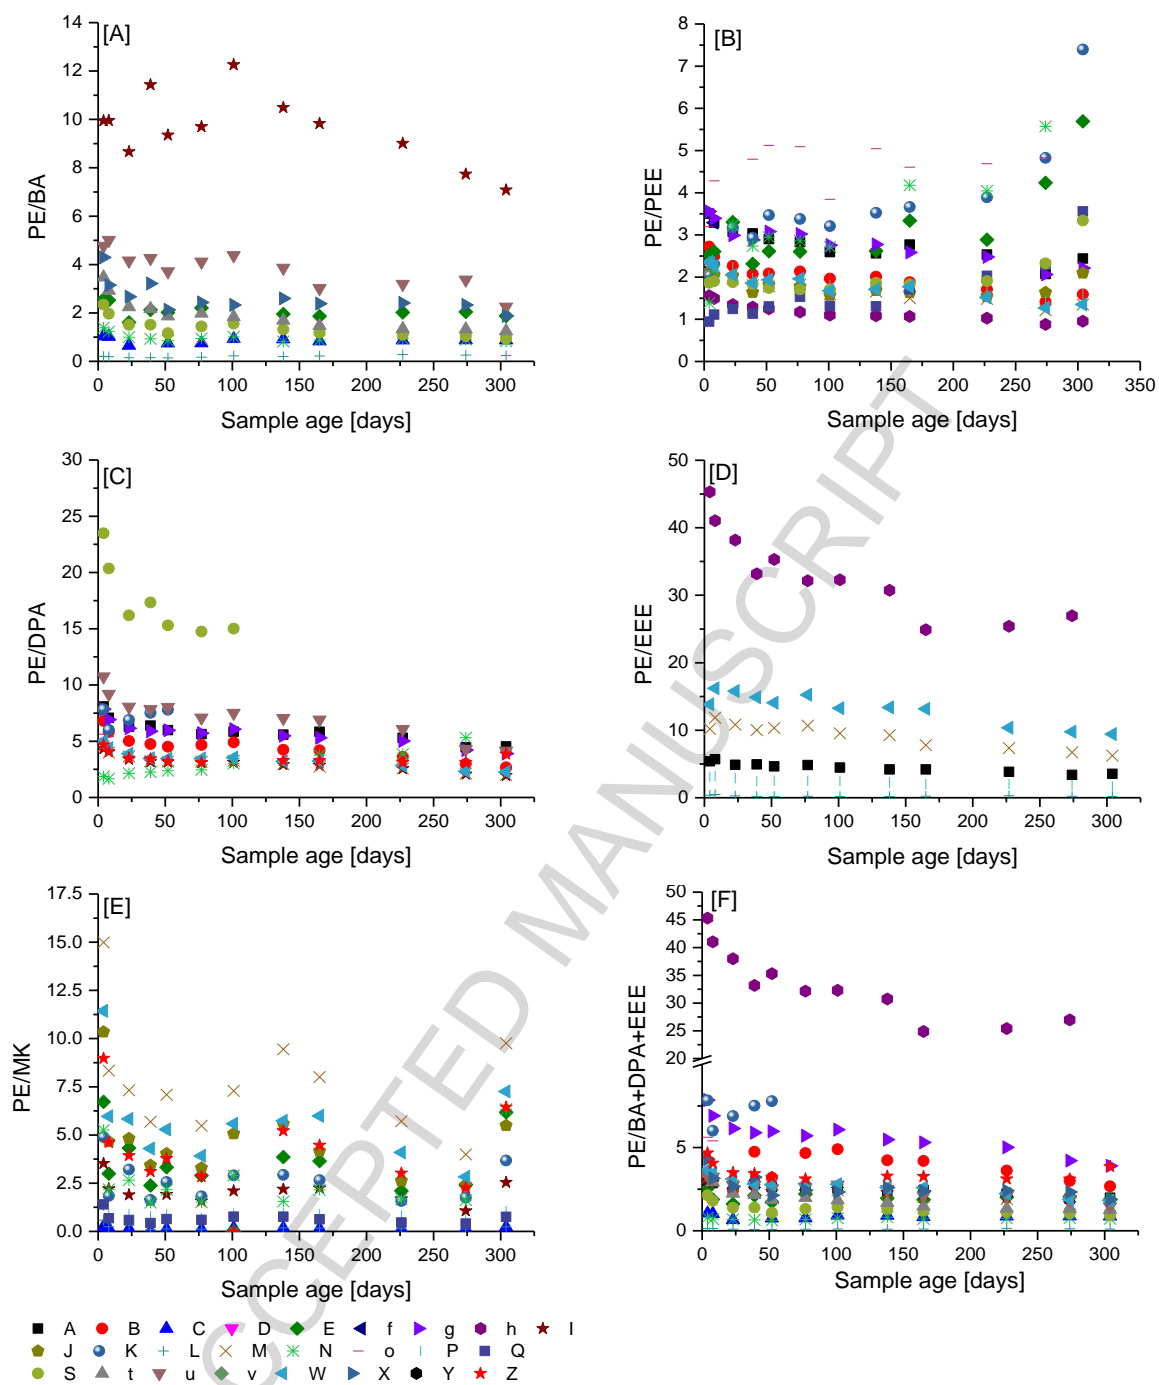 [A]
14
12
10
8
6
4
2
0
PE/BA
0 50 100 150 200 250 300
Sample age [days]
[B]
8
7
6
5
4
3
2
1
0
PE/PEE
0 50 100 150 200 250 300 350
Sample age [days]
[C]
30
25
20
15
10
5
0
PE/DPA
0 50 100 150 200 250 300
Sample age [days]
[D]
50
40
30
20
10
0
PE/EEE
0 50 100 150 200 250 300
Sample age [days]
[E]
17.5
15.0
12.5
10.0
7.5
5.0
2.5
0.0
PE/MK
0 50 100 150 200 250 300
Sample age [days]
[F]
50
45
40
35
30
25
20
5
0
PE/BA+DPA+EEE
0 50 100 150 200 250 300
Sample age [days]
A B C D E f g h I
J K L M N o P Q
S t u v W X Y Z
CCEPTED MANUSCRIPT